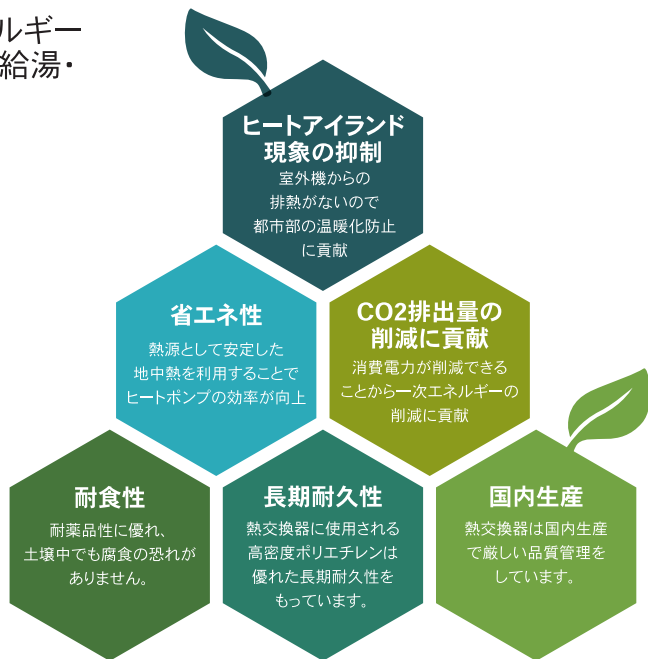 ルギー
給湯・
ヒートアイランド
現象の抑制
室外機からの
排熱がないので
都市部の温暖化防止
に貢献
省エネ性
熱源として安定した
地中熱を利用することで
ヒートポンプの効率が向上
CO2排出量の
削減に貢献
消費電力が削減できる
ことから一次エネルギーの
削減に貢献
耐食性
耐薬品性に優れ、
土壌中でも腐食の恐れが
ありません。
長期耐久性
熱交換器に使用される
高密度ポリエチレンは
優れた長期耐久性を
もっています。
国内生産
熱交換器は国内生産
で厳しい品質管理を
しています。